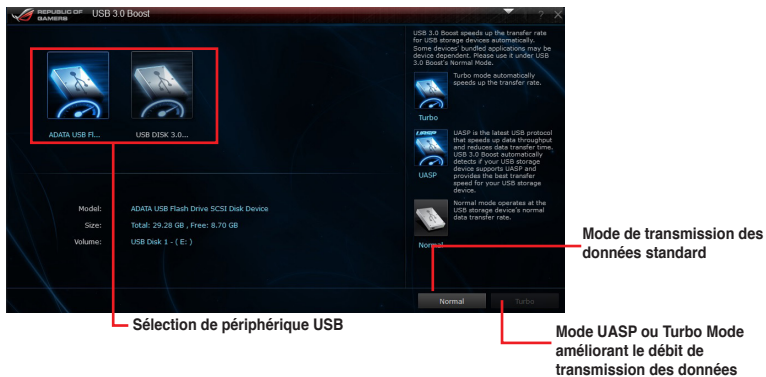 REPUBLIC OF
GAMERS
USB 3.0 Boost
?
X
ADATA USB Fl...
USB DISK 3.0...
Model:
ADATA USB Flash Drive SCSI Disk Device
Size:
Total: 29.28 GB , Free: 8.70 GB
Volume:
USB Disk 1 - ( E: )
USB 3.0 Boost speeds up the transfer rate
for USB storage devices automatically.
Some devices' bundled applications may be
device dependent. Please use it under USB
3.0 Boost's Normal Mode.
Turbo mode automatically
speeds up the transfer rate.
Turbo
UASP
UASP is the latest USB protocol
that speeds up data throughput
and reduces data transfer time.
USB 3.0 Boost automatically
detects if your USB storage
device supports UASP and
provides the best transfer
speed for your USB storage
device.
UASP
Normal mode operates at the
USB storage device's normal
data transfer rate.
Normal
Normal
Turbo
Sélection de périphérique USB
Mode de transmission des
données standard
Mode UASP ou Turbo Mode
améliorant le débit de
transmission des données